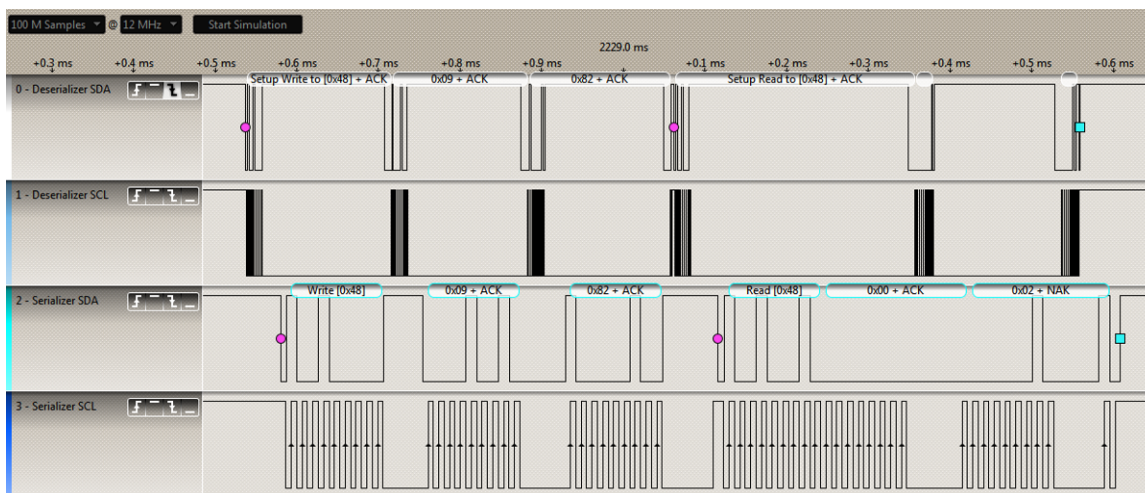 100 M Samples @ 12 MHz Start Simulation
2229.0 ms
+0.3 ms +0.4 ms +0.5 ms +0.6 ms +0.7 ms +0.8 ms +0.9 ms +0.1 ms +0.2 ms +0.3 ms +0.4 ms +0.5 ms +0.6 ms
Setup Write to [0x48] + ACK 0x09 + ACK 0x82 + ACK Setup Read to [0x48] + ACK
0 - Deserializer SDA
1 - Deserializer SCL
2 - Serializer SDA
Write [0x48] 0x09 + ACK 0x82 + ACK Read [0x48] 0x00 + ACK 0x02 + NAK
3 - Serializer SCL